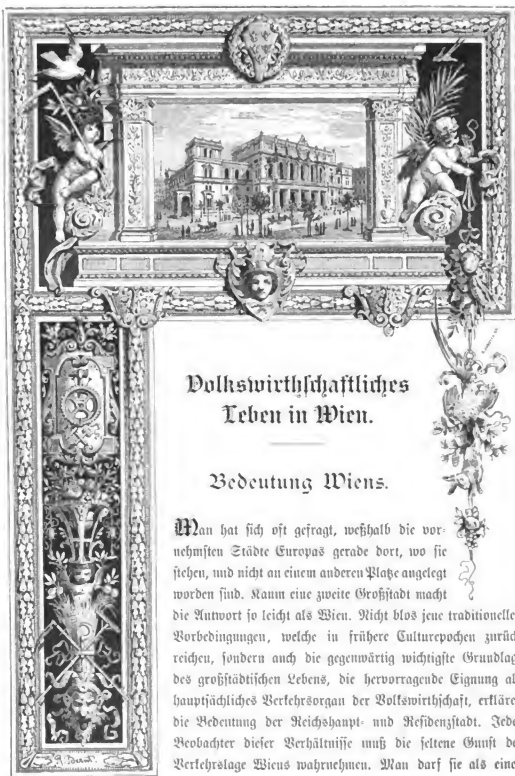 Volkswirthschaftliches
Leben in Wien.
Bedeutung Wiens.
Man hat sich oft gefragt, weßhalb die vor-
nehmsten Städte Europas gerade dort, wo sie
stehen, und nicht an einem anderen Platze angelegt
worden sind. Kaum eine zweite Großstadt macht
die Antwort so leicht als Wien. Nicht blos jene traditionelle
Vorbedingungen, welche in frühere Culturepochen zurück
reichen, sondern auch die gegenwärtig wichtigste Grundlag
des großstädtischen Lebens, die hervorragende Eignung al
hauptsächliches Verkehrsorgan der Volkswirthschaft, erkläre
die Bedeutung der Reichshaupt- und Residenzstadt. Jede
Beobachter dieser Verhältnisse muß die seltene Gunst de
Verkehrslage Wiens wahrnehmen. Man darf sie als eine